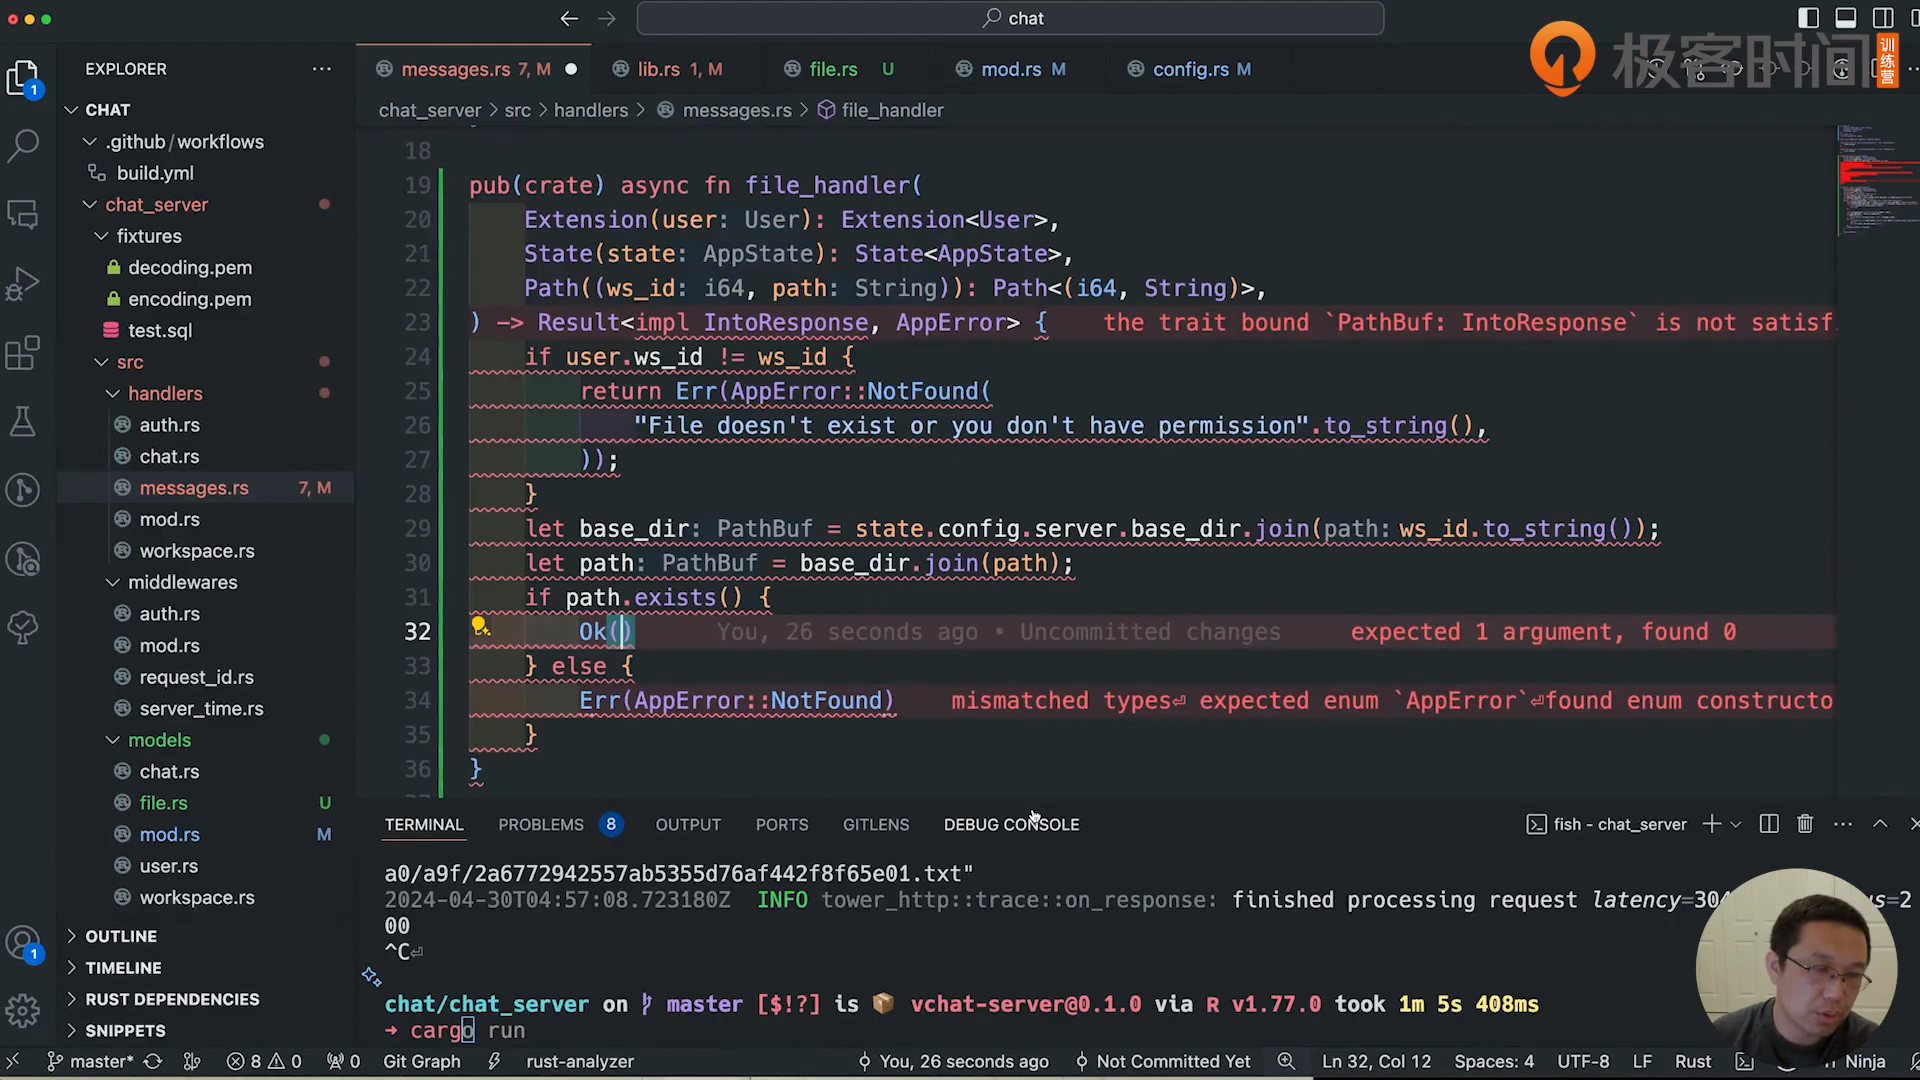 chat
极客时间
训练营
EXPLORER
CHAT
.github/workflows
build.yml
chat_server
fixtures
decoding.pem
encoding.pem
test.sql
src
handlers
auth.rs
chat.rs
messages.rs 7, M
mod.rs
workspace.rs
middlewares
auth.rs
mod.rs
request_id.rs
server_time.rs
models
chat.rs
file.rs U
mod.rs M
user.rs
workspace.rs
OUTLINE
TIMELINE
RUST DEPENDENCIES
SNIPPETS
1
1
messages.rs 7, M
lib.rs 1, M
file.rs U
mod.rs M
config.rs M
chat_server > src > handlers > messages.rs > file_handler
18
19 pub(crate) async fn file_handler(
20 Extension(user: User): Extension<User>,
21 State(state: AppState): State<AppState>,
22 Path((ws_id: i64, path: String)): Path<(i64, String)>,
23 ) -> Result<impl IntoResponse, AppError> { the trait bound `PathBuf: IntoResponse` is not satisf
24 if user.ws_id != ws_id {
25 return Err(AppError::NotFound(
26 "File doesn't exist or you don't have permission".to_string(),
27 ));
28 }
29 let base_dir: PathBuf = state.config.server.base_dir.join(path: ws_id.to_string());
30 let path: PathBuf = base_dir.join(path);
31 if path.exists() {
32 Ok() You, 26 seconds ago • Uncommitted changes expected 1 argument, found 0
33 } else {
34 Err(AppError::NotFound) mismatched types⏎ expected enum `AppError`⏎found enum constructo
35 }
36 }
TERMINAL PROBLEMS 8 OUTPUT PORTS GITLENS DEBUG CONSOLE
fish - chat_server
a0/a9f/2a6772942557ab5355d76af442f8f65e01.txt"
2024-04-30T04:57:08.723180Z INFO tower_http::trace::on_response: finished processing request latency=30
00
^C⏎
chat/chat_server on master [$!?] is 📦 vchat-server@0.1.0 via R v1.77.0 took 1m 5s 408ms
➜ cargo run
master* 8 0 0 Git Graph rust-analyzer You, 26 seconds ago Not Committed Yet Ln 32, Col 12 Spaces: 4 UTF-8 LF Rust Ninja